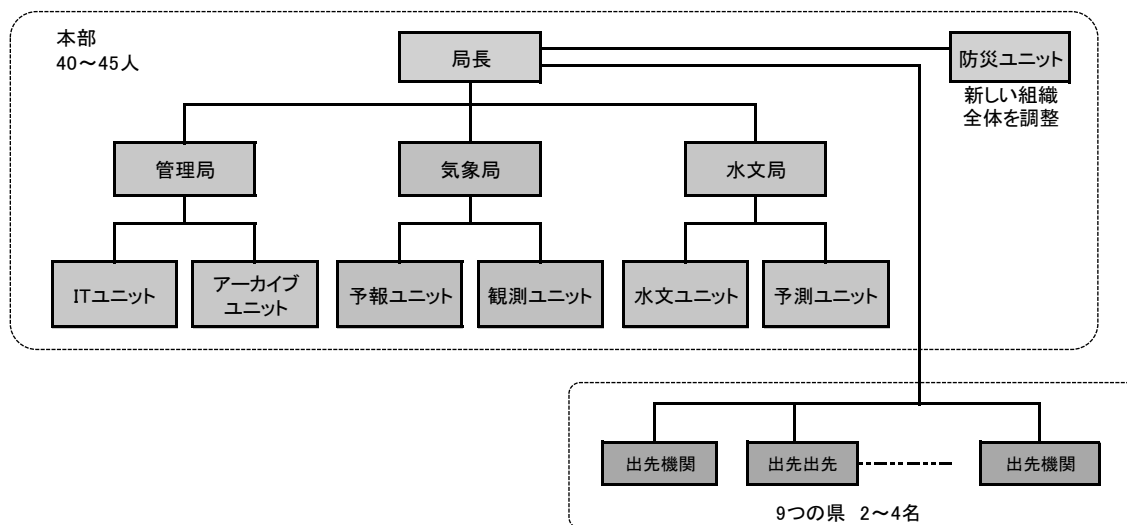 本部
40～45人
局長
防災ユニット
新しい組織
全体を調整
管理局
気象局
水文局
ITユニット
アーカイブ
ユニット
予報ユニット
観測ユニット
水文ユニット
予測ユニット
出先機関
出先出先
出先機関
9つの県 2～4名